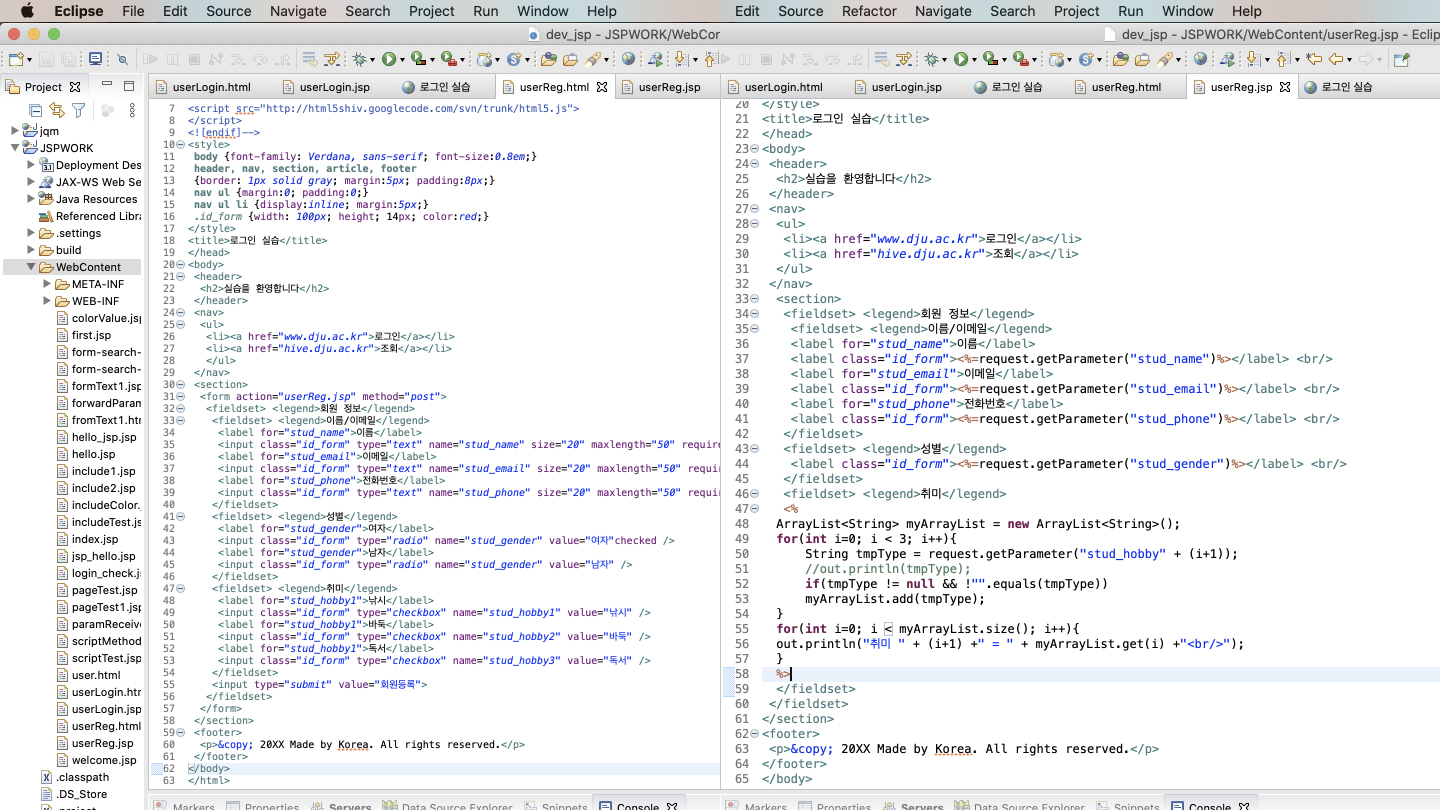 Eclipse File Edit Source Navigate Search Project Run Window Help
Edit Source Refactor Navigate Search Project Run Window Help
dev_jsp - JSPWORK/WebCor
dev_jsp - JSPWORK/WebContent/userReg.jsp - Eclip
Project
jqm
JSPWORK
Deployment Des
JAX-WS Web Se
Java Resources
Referenced Libra
.settings
build
WebContent
META-INF
WEB-INF
colorValue.jsp
first.jsp
form-search-
form-search-
formText1.jsp
forwardParam
fromText1.htm
hello_jsp.jsp
hello.jsp
include1.jsp
include2.jsp
includeColor.
includeTest.js
index.jsp
jsp_hello.jsp
login_check.js
pageTest.jsp
pageTest1.jsp
paramReceive
scriptMethod
scriptTest.jsp
user.html
userLogin.htm
userLogin.jsp
userReg.html
userReg.jsp
welcome.jsp
.classpath
.DS_Store
userLogin.html userLogin.jsp 로그인 실습 userReg.html userReg.jsp
7 <script src="http://html5shiv.googlecode.com/svn/trunk/html5.js">
8 </script>
9 <![endif]-->
10 <style>
11 body {font-family: Verdana, sans-serif; font-size:0.8em;}
12 header, nav, section, article, footer
13 {border: 1px solid gray; margin:5px; padding:8px;}
14 nav ul {margin:0; padding:0;}
15 nav ul li {display:inline; margin:5px;}
16 .id_form {width: 100px; height; 14px; color:red;}
17 </style>
18 <title>로그인 실습</title>
19 </head>
20 <body>
21 <header>
22 <h2>실습을 환영합니다</h2>
23 </header>
24 <nav>
25 <ul>
26 <li><a href="www.dju.ac.kr">로그인</a></li>
27 <li><a href="hive.dju.ac.kr">조회</a></li>
28 </ul>
29 </nav>
30 <section>
31 <form action="userReg.jsp" method="post">
32 <fieldset> <legend>회원 정보</legend>
33 <fieldset> <legend>이름/이메일</legend>
34 <label for="stud_name">이름</label>
35 <input class="id_form" type="text" name="stud_name" size="20" maxlength="50" require
36 <label for="stud_email">이메일</label>
37 <input class="id_form" type="text" name="stud_email" size="20" maxlength="50" requir
38 <label for="stud_phone">전화번호</label>
39 <input class="id_form" type="text" name="stud_phone" size="20" maxlength="50" requir
40 </fieldset>
41 <fieldset> <legend>성별</legend>
42 <label for="stud_gender">여자</label>
43 <input class="id_form" type="radio" name="stud_gender" value="여자"checked />
44 <label for="stud_gender">남자</label>
45 <input class="id_form" type="radio" name="stud_gender" value="남자" />
46 </fieldset>
47 <fieldset> <legend>취미</legend>
48 <label for="stud_hobby1">낚시</label>
49 <input class="id_form" type="checkbox" name="stud_hobby1" value="낚시" />
50 <label for="stud_hobby1">바둑</label>
51 <input class="id_form" type="checkbox" name="stud_hobby2" value="바둑" />
52 <label for="stud_hobby1">독서</label>
53 <input class="id_form" type="checkbox" name="stud_hobby3" value="독서" />
54 </fieldset>
55 <input type="submit" value="회원등록">
56 </fieldset>
57 </form>
58 </section>
59 <footer>
60 <p>&copy; 20XX Made by Korea. All rights reserved.</p>
61 </footer>
62 </body>
63 </html>
Markers Properties Servers Data Source Explorer Snippets Console
userLogin.html userLogin.jsp 로그인 실습 userReg.html userReg.jsp 로그인 실습
20 </style>
21 <title>로그인 실습</title>
22 </head>
23 <body>
24 <header>
25 <h2>실습을 환영합니다</h2>
26 </header>
27 <nav>
28 <ul>
29 <li><a href="www.dju.ac.kr">로그인</a></li>
30 <li><a href="hive.dju.ac.kr">조회</a></li>
31 </ul>
32 </nav>
33 <section>
34 <fieldset> <legend>회원 정보</legend>
35 <fieldset> <legend>이름/이메일</legend>
36 <label for="stud_name">이름</label>
37 <label class="id_form"><%=request.getParameter("stud_name")%></label> <br/>
38 <label for="stud_email">이메일</label>
39 <label class="id_form"><%=request.getParameter("stud_email")%></label> <br/>
40 <label for="stud_phone">전화번호</label>
41 <label class="id_form"><%=request.getParameter("stud_phone")%></label> <br/>
42 </fieldset>
43 <fieldset> <legend>성별</legend>
44 <label class="id_form"><%=request.getParameter("stud_gender")%></label> <br/>
45 </fieldset>
46 <fieldset> <legend>취미</legend>
47 <%
48 ArrayList<String> myArrayList = new ArrayList<String>();
49 for(int i=0; i < 3; i++){
50 String tmpType = request.getParameter("stud_hobby" + (i+1));
51 //out.println(tmpType);
52 if(tmpType != null && !"".equals(tmpType))
53 myArrayList.add(tmpType);
54 }
55 for(int i=0; i < myArrayList.size(); i++){
56 out.println("취미 " + (i+1) +" = " + myArrayList.get(i) +"<br/>");
57 }
58 %>
59 </fieldset>
60 </fieldset>
61 </section>
62 <footer>
63 <p>&copy; 20XX Made by Korea. All rights reserved.</p>
64 </footer>
65 </body>
Markers Properties Servers Data Source Explorer Snippets Console